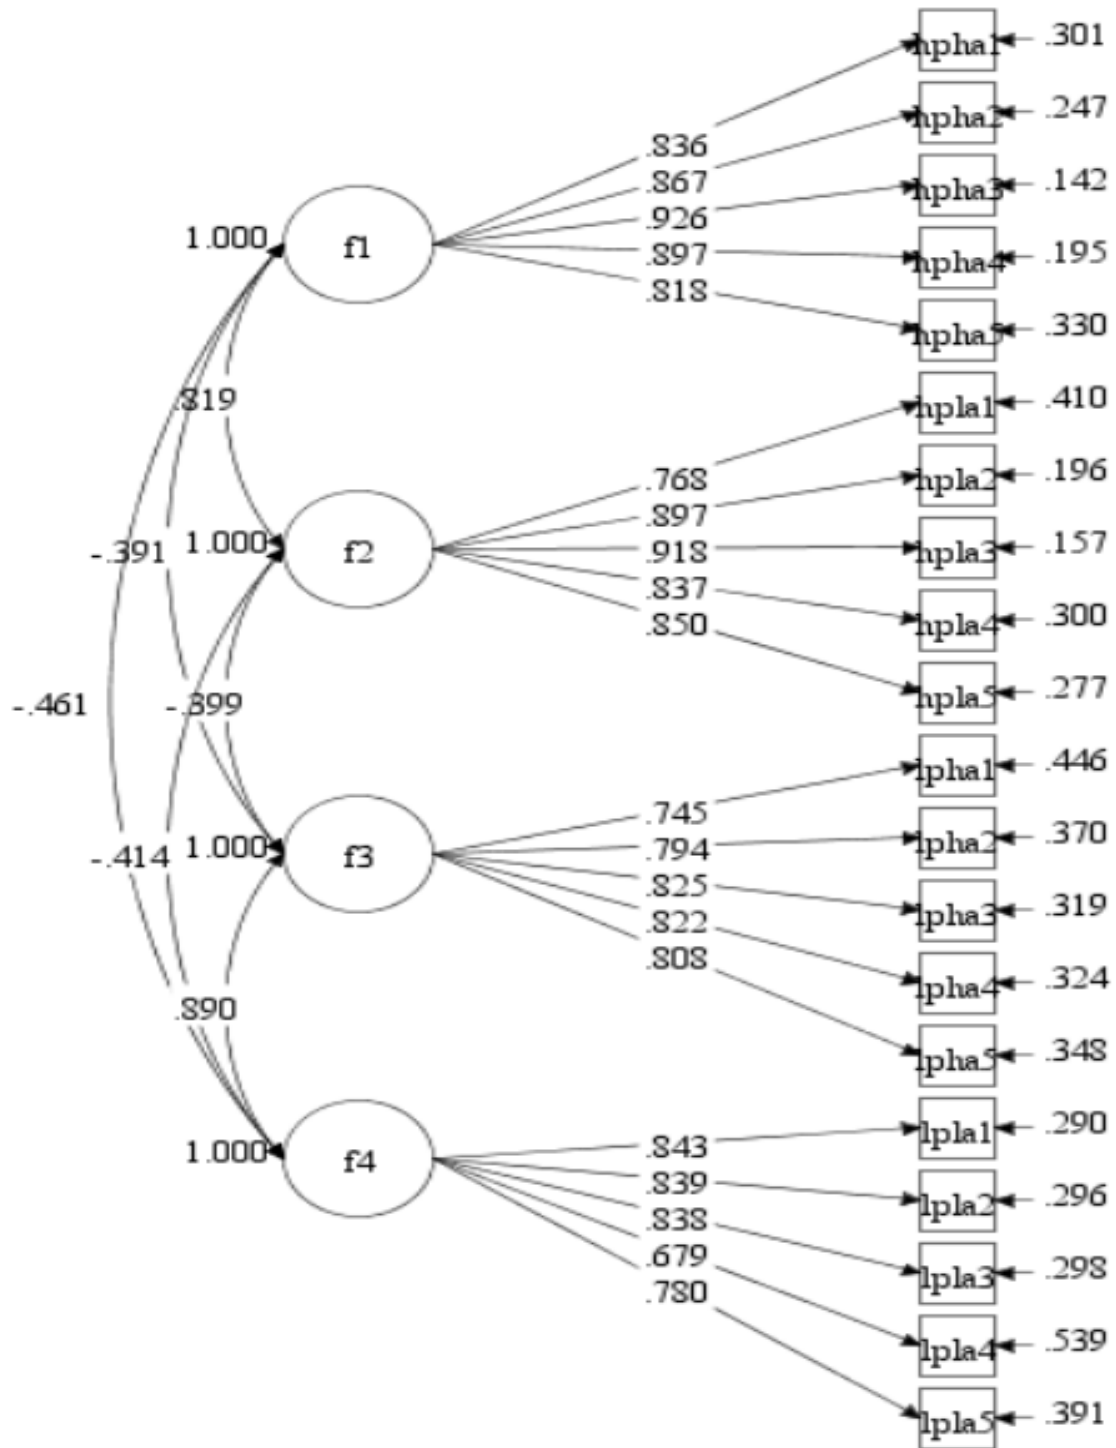 hpha1 .301
hpha2 .247
.836
.867
hpha3 .142
.926
1.000 f1
.897
hpha4 .195
.818
hpha5 .330
.819
hpla1 .410
.768
hpla2 .196
.897
-.391 1.000 f2
.918
hpla3 .157
.837
hpla4 .300
.850
hpla5 .277
-.461 -.399
lpha1 .446
.745
lpha2 .370
-.414 1.000 f3
.794
.825
lpha3 .319
.822
.808
lpha4 .324
.890
lpha5 .348
lpla1 .290
.843
1.000 f4
.839
lpla2 .296
.838
.679
lpla3 .298
.780
lpla4 .539
lpla5 .391